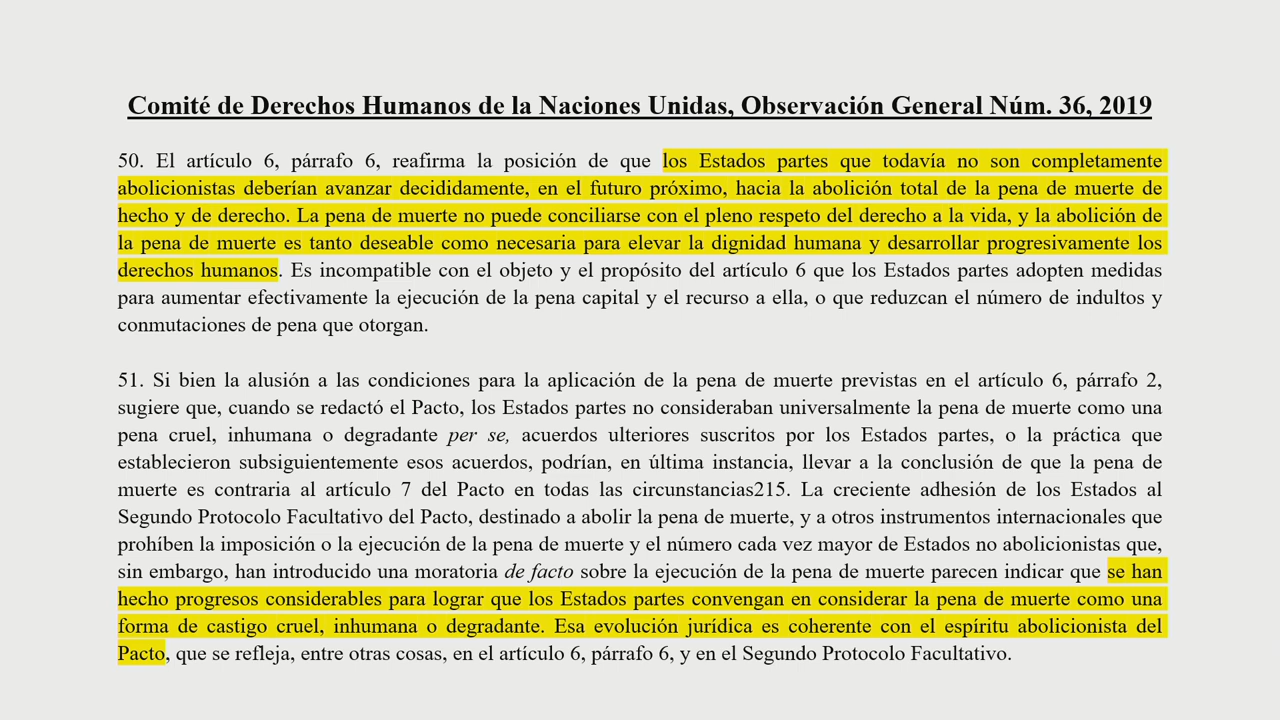 Comité de Derechos Humanos de la Naciones Unidas, Observación General Núm. 36, 2019
50. El artículo 6, párrafo 6, reafirma la posición de que los Estados partes que todavía no son completamente
abolicionistas deberían avanzar decididamente, en el futuro próximo, hacia la abolición total de la pena de muerte de
hecho y de derecho. La pena de muerte no puede conciliarse con el pleno respeto del derecho a la vida, y la abolición de
la pena de muerte es tanto deseable como necesaria para elevar la dignidad humana y desarrollar progresivamente los
derechos humanos. Es incompatible con el objeto y el propósito del artículo 6 que los Estados partes adopten medidas
para aumentar efectivamente la ejecución de la pena capital y el recurso a ella, o que reduzcan el número de indultos y
conmutaciones de pena que otorgan.
51. Si bien la alusión a las condiciones para la aplicación de la pena de muerte previstas en el artículo 6, párrafo 2,
sugiere que, cuando se redactó el Pacto, los Estados partes no consideraban universalmente la pena de muerte como una
pena cruel, inhumana o degradante per se, acuerdos ulteriores suscritos por los Estados partes, o la práctica que
establecieron subsiguientemente esos acuerdos, podrían, en última instancia, llevar a la conclusión de que la pena de
muerte es contraria al artículo 7 del Pacto en todas las circunstancias215. La creciente adhesión de los Estados al
Segundo Protocolo Facultativo del Pacto, destinado a abolir la pena de muerte, y a otros instrumentos internacionales que
prohíben la imposición o la ejecución de la pena de muerte y el número cada vez mayor de Estados no abolicionistas que,
sin embargo, han introducido una moratoria de facto sobre la ejecución de la pena de muerte parecen indicar que se han
hecho progresos considerables para lograr que los Estados partes convengan en considerar la pena de muerte como una
forma de castigo cruel, inhumana o degradante. Esa evolución jurídica es coherente con el espíritu abolicionista del
Pacto, que se refleja, entre otras cosas, en el artículo 6, párrafo 6, y en el Segundo Protocolo Facultativo.